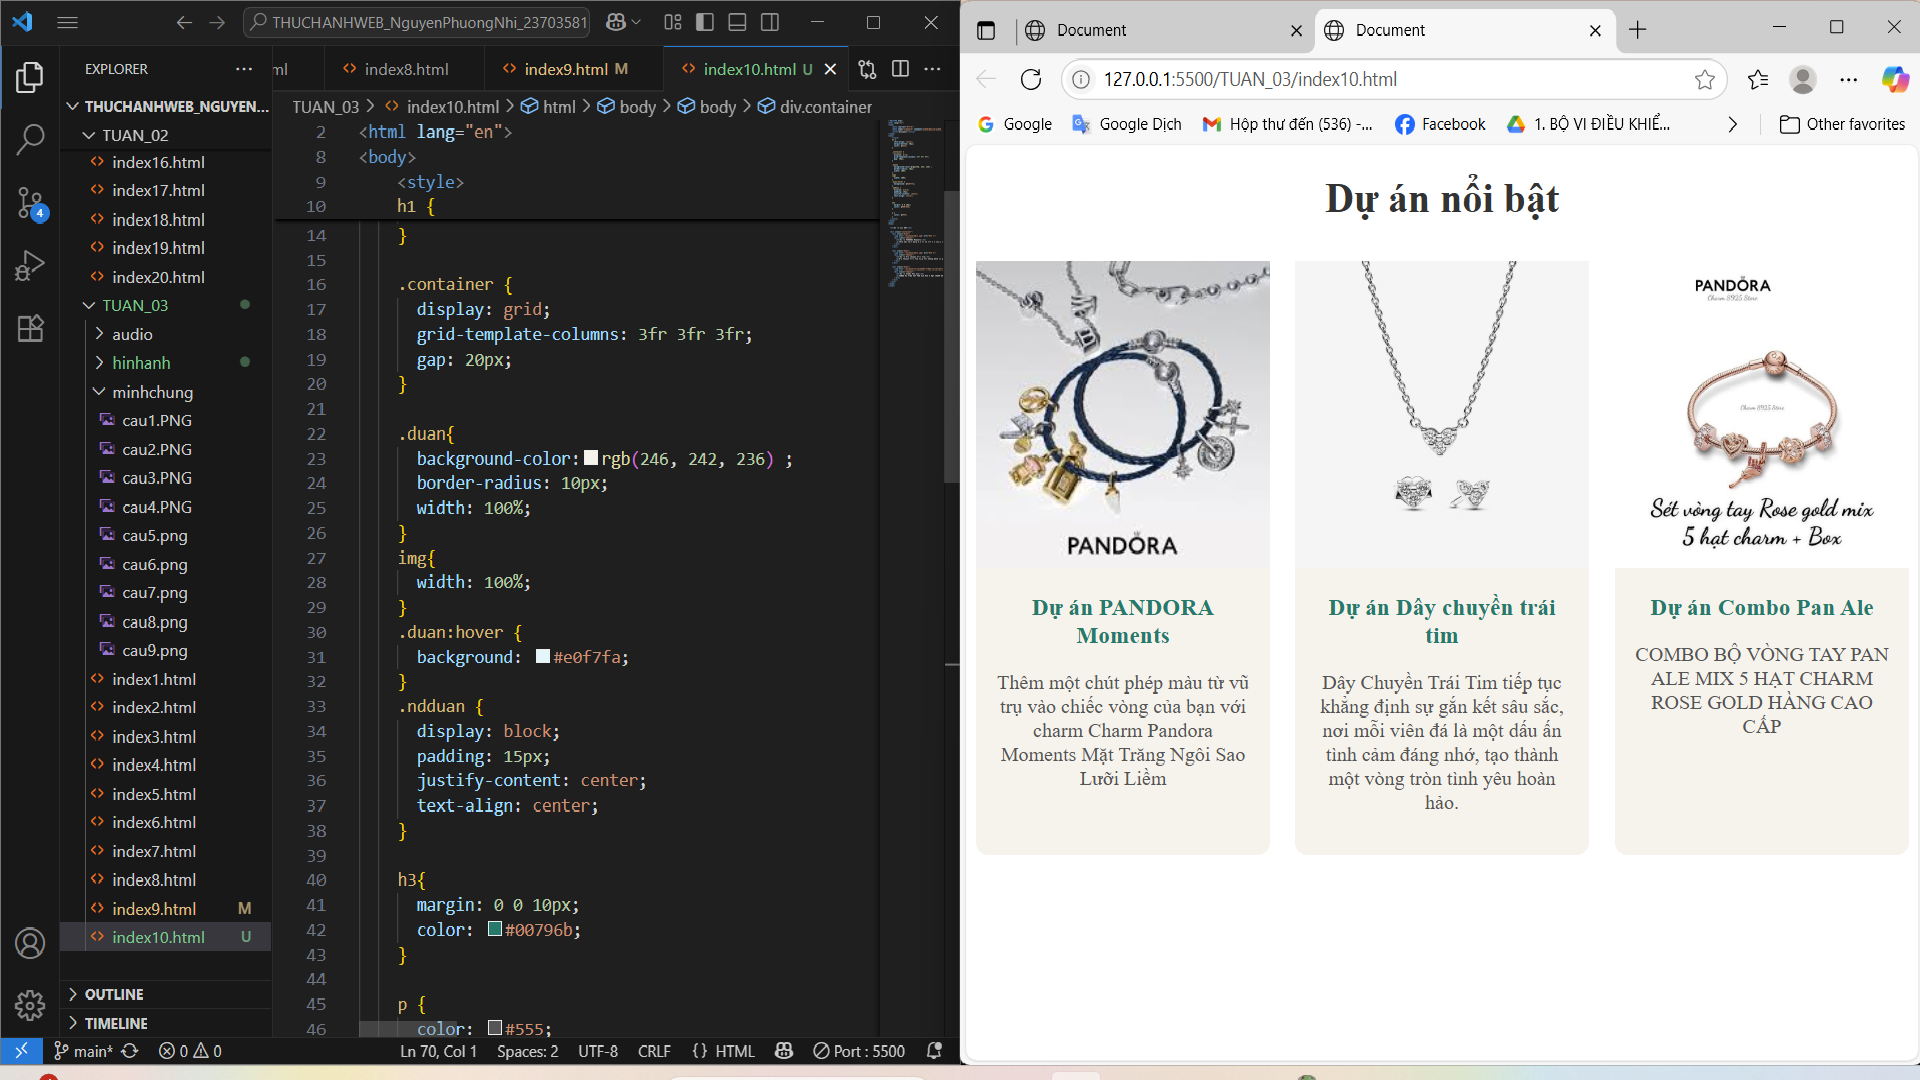 THUCHANHWEB_NguyenPhuongNhi_23703581
EXPLORER
THUCHANHWEB_NGUYEN...
TUAN_02
index16.html
index17.html
index18.html
index19.html
index20.html
TUAN_03
audio
hinhanh
minhchung
cau1.PNG
cau2.PNG
cau3.PNG
cau4.PNG
cau5.png
cau6.png
cau7.png
cau8.png
cau9.png
index1.html
index2.html
index3.html
index4.html
index5.html
index6.html
index7.html
index8.html
index9.html M
index10.html U
OUTLINE
TIMELINE
4
ml
index8.html
index9.html M
index10.html U
TUAN_03 > index10.html > html > body > body > div.container
2 <html lang="en">
8 <body>
9 <style>
10 h1 {
14 }
15
16 .container {
17 display: grid;
18 grid-template-columns: 3fr 3fr 3fr;
19 gap: 20px;
20 }
21
22 .duan{
23 background-color: rgb(246, 242, 236) ;
24 border-radius: 10px;
25 width: 100%;
26 }
27 img{
28 width: 100%;
29 }
30 .duan:hover {
31 background: #e0f7fa;
32 }
33 .ndduan {
34 display: block;
35 padding: 15px;
36 justify-content: center;
37 text-align: center;
38 }
39
40 h3{
41 margin: 0 0 10px;
42 color: #00796b;
43 }
44
45 p {
46 color: #555;
main*
0 0
Ln 70, Col 1
Spaces: 2
UTF-8
CRLF
{} HTML
Port : 5500
Document
Document
127.0.0.1:5500/TUAN_03/index10.html
Google
Google Dịch
Hộp thư đến (536) -...
Facebook
1. BỘ VI ĐIỀU KHIỂ...
Other favorites
Dự án nổi bật
PANDÖRA
Dự án PANDORA
Moments
Thêm một chút phép màu từ vũ
trụ vào chiếc vòng của bạn với
charm Charm Pandora
Moments Mặt Trăng Ngôi Sao
Lưỡi Liềm
Dự án Dây chuyền trái
tim
Dây Chuyền Trái Tim tiếp tục
khẳng định sự gắn kết sâu sắc,
nơi mỗi viên đá là một dấu ấn
tình cảm đáng nhớ, tạo thành
một vòng tròn tình yêu hoàn
hảo.
PANDÖRA
Charm S925 Store
Charm S925 Store
Sét vòng tay Rose gold mix
5 hạt charm + Box
Dự án Combo Pan Ale
COMBO BỘ VÒNG TAY PAN
ALE MIX 5 HẠT CHARM
ROSE GOLD HÀNG CAO
CẤP